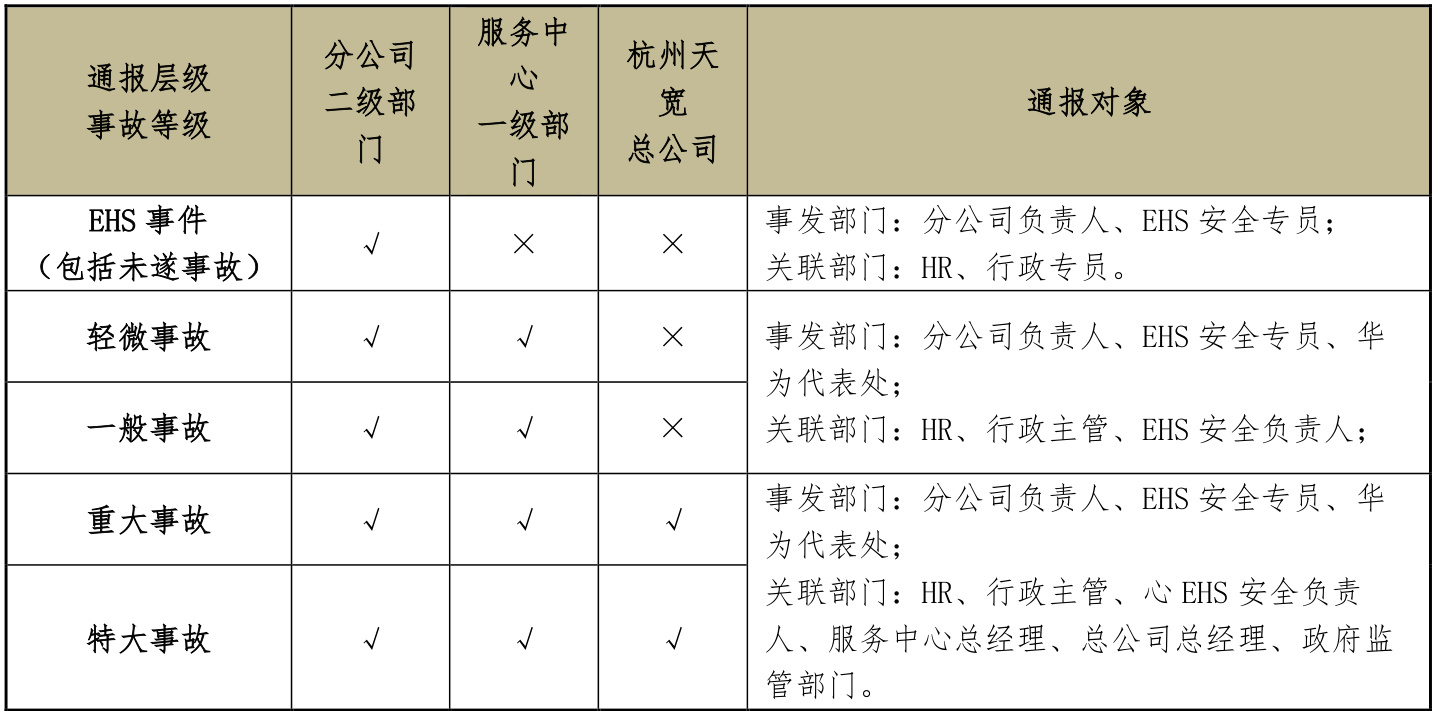 通报层级
事故等级
分公司
二级部
门
服务中
心
一级部
门
杭州天
宽
总公司
通报对象
EHS 事件
（包括未遂事故）
√
×
×
事发部门：分公司负责人、EHS 安全专员；
关联部门：HR、行政专员。
轻微事故
√
√
×
事发部门：分公司负责人、EHS 安全专员、华
为代表处；
关联部门：HR、行政主管、EHS 安全负责人；
一般事故
√
√
×
重大事故
√
√
√
事发部门：分公司负责人、EHS 安全专员、华
为代表处；
关联部门：HR、行政主管、心 EHS 安全负责
人、服务中心总经理、总公司总经理、政府监
管部门。
特大事故
√
√
√